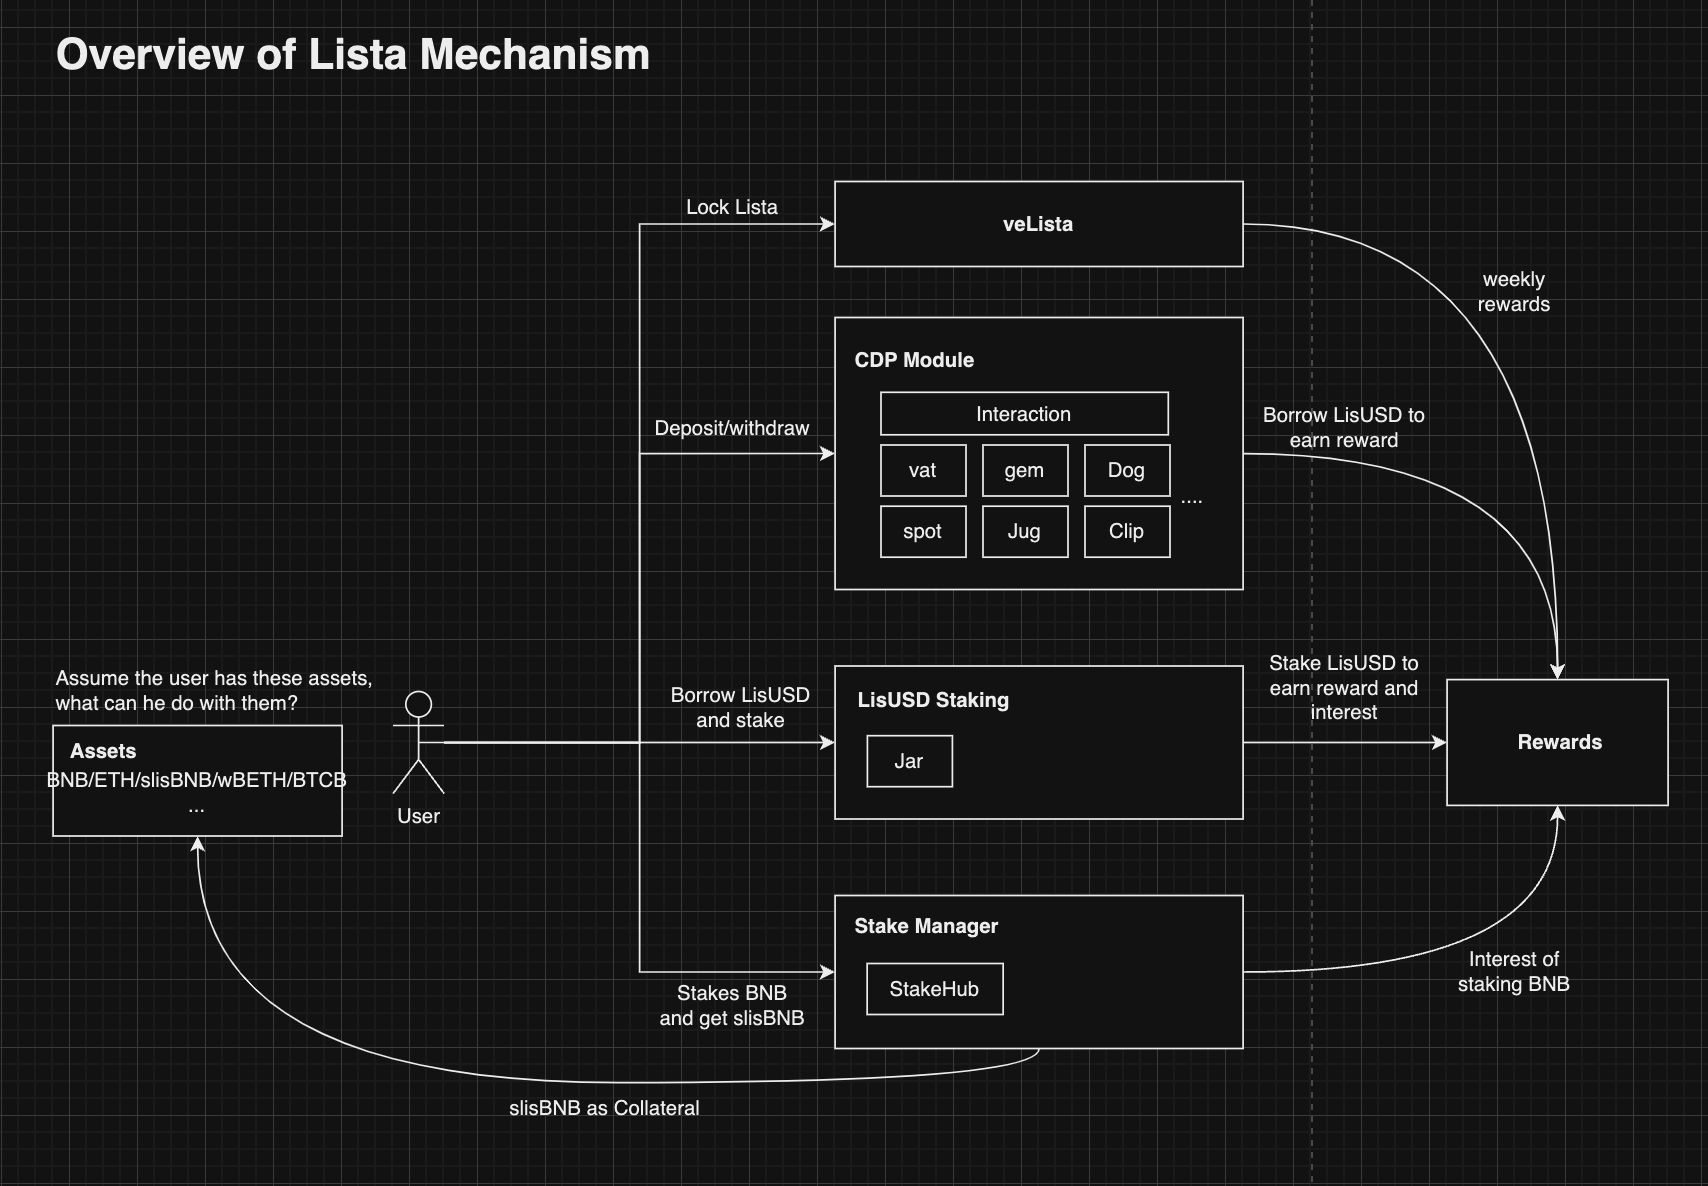 Overview of Lista Mechanism
Lock Lista
veLista
weekly
rewards
CDP Module
Interaction
Deposit/withdraw
vat
gem
Dog
....
spot
Jug
Clip
Borrow LisUSD to
earn reward
Assume the user has these assets,
what can he do with them?
Assets
BNB/ETH/slisBNB/wBETH/BTCB
...
User
Borrow LisUSD
and stake
LisUSD Staking
Jar
Stake LisUSD to
earn reward and
interest
Rewards
Stake Manager
StakeHub
Stakes BNB
and get slisBNB
Interest of
staking BNB
slisBNB as Collateral